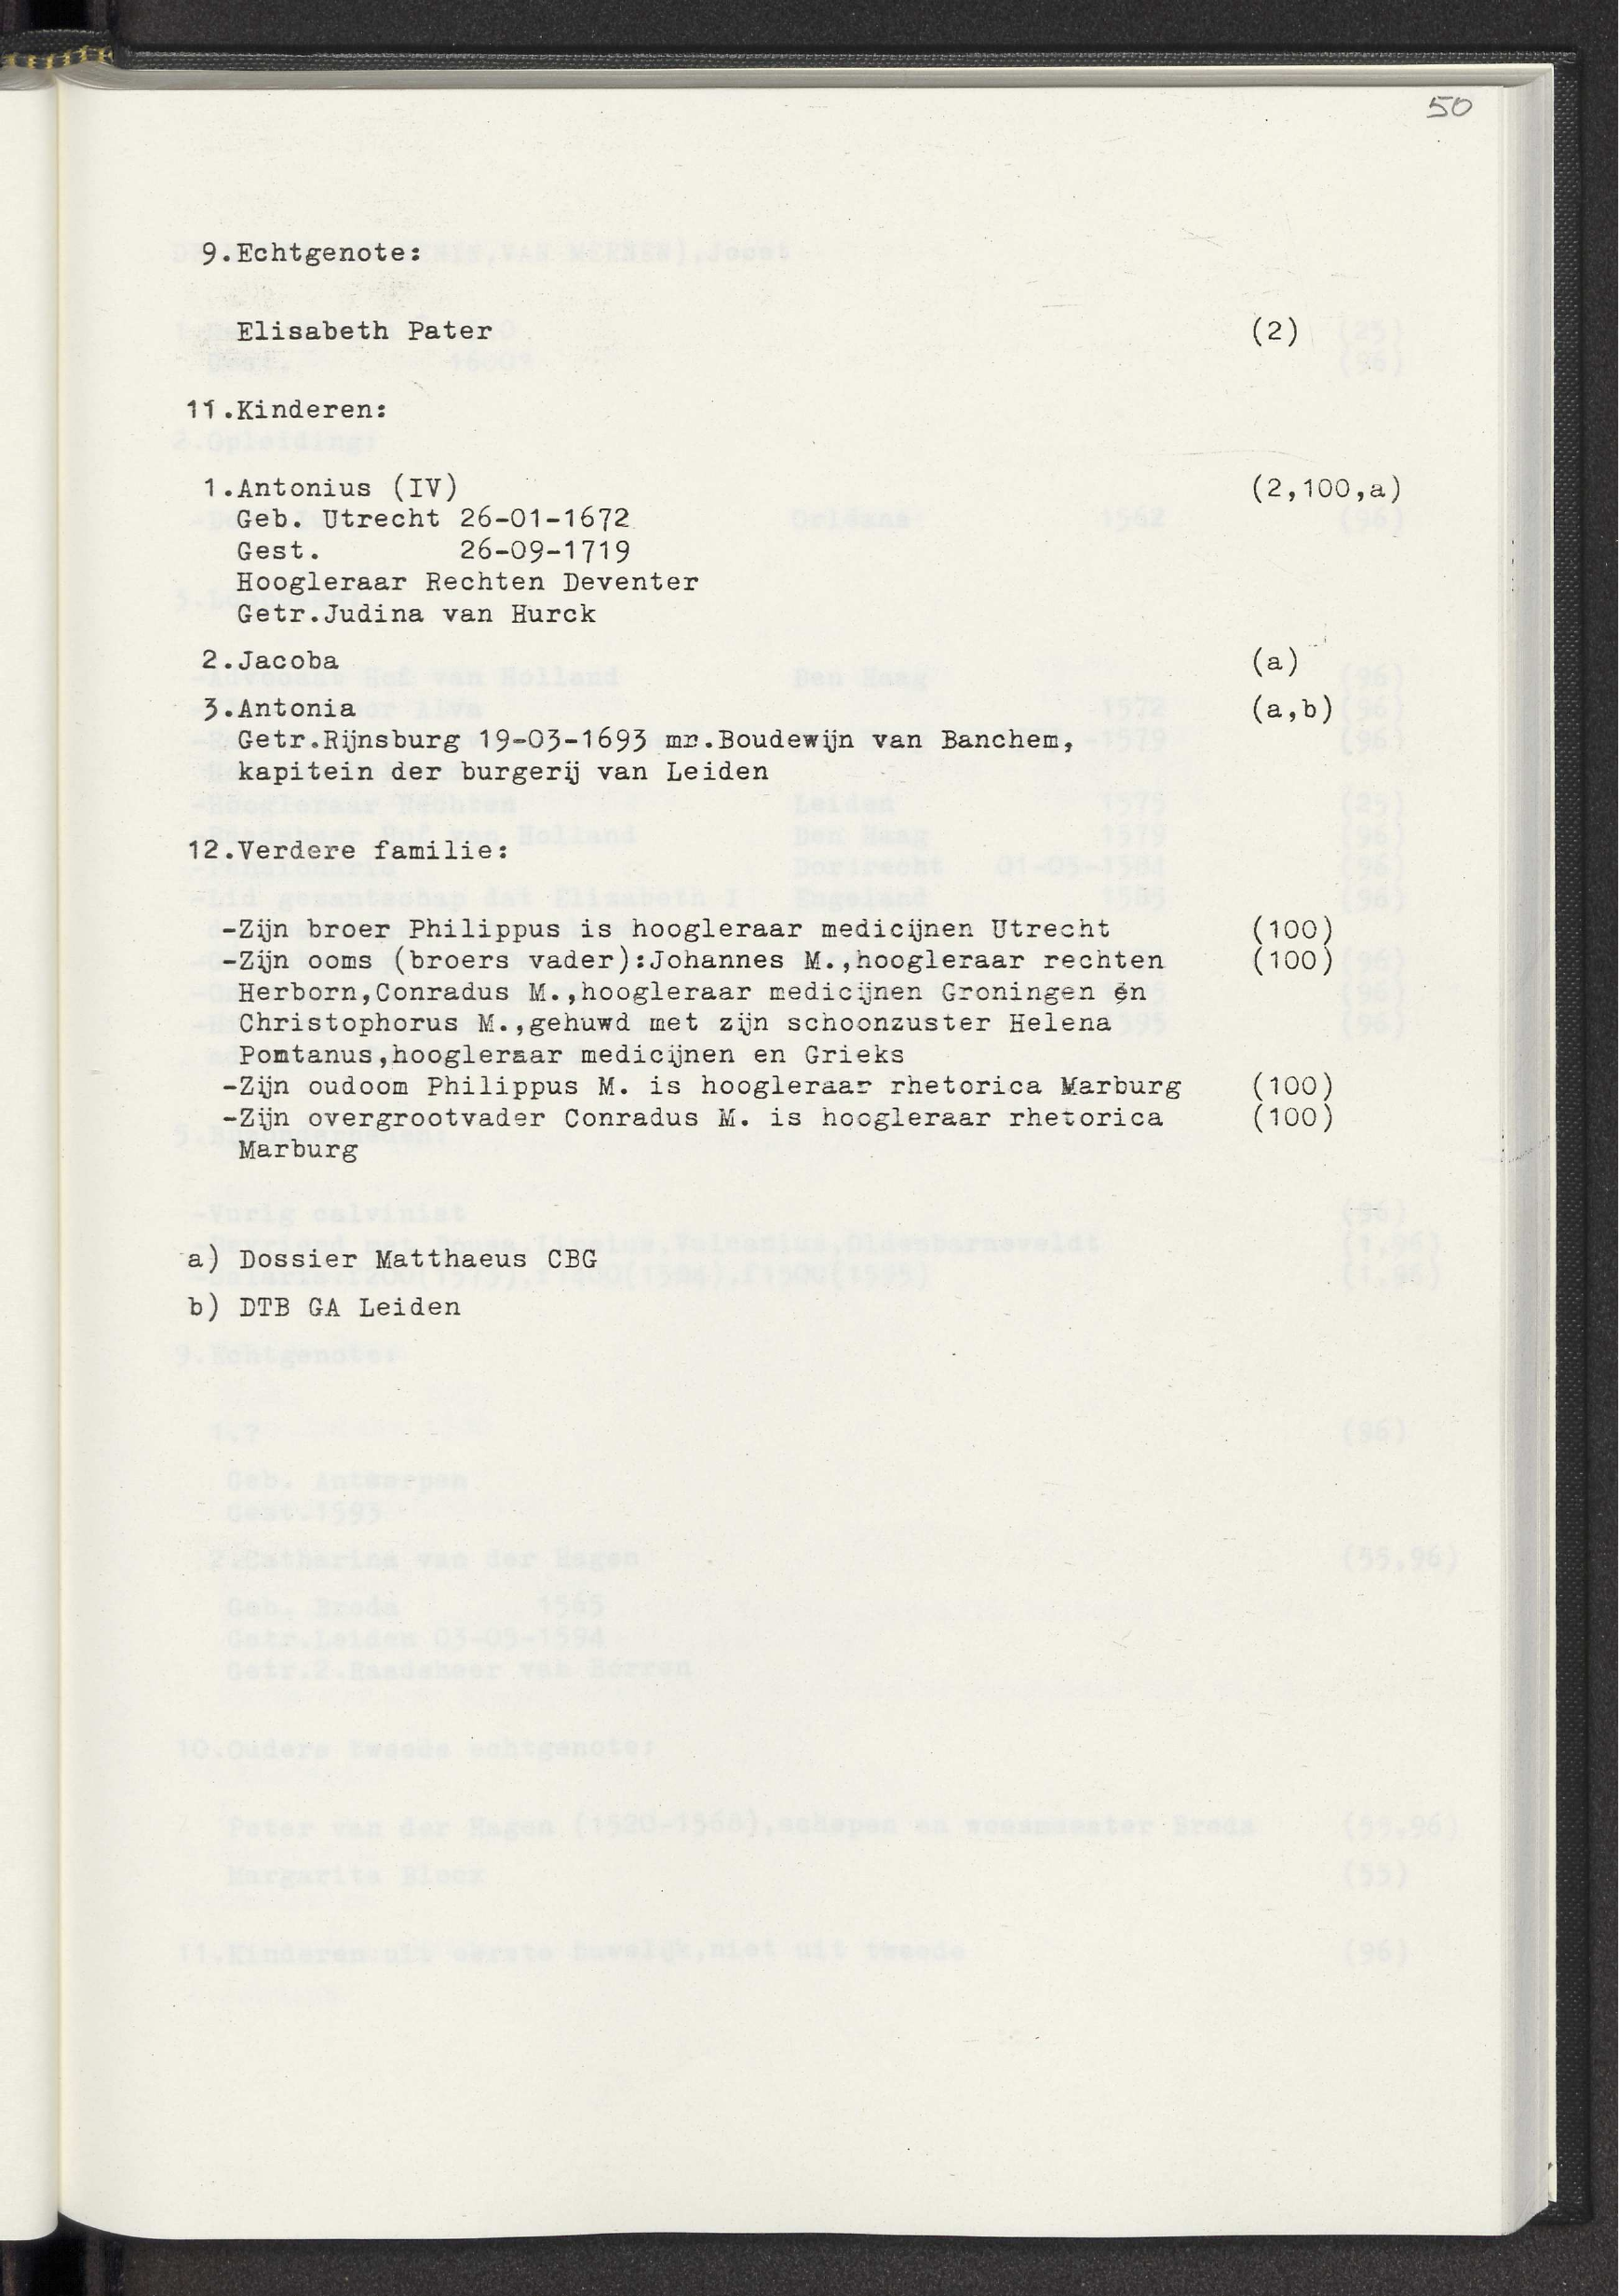 50
9.Echtgenote:
Elisabeth Pater (2)
11.Kinderen:
1.Antonius (IV) (2,100,a)
Geb. Utrecht 26-01-1672
Gest. 26-09-1719
Hoogleraar Rechten Deventer
Getr.Judina van Hurck
2.Jacoba (a)
3.Antonia (a,b)
Getr.Rijnsburg 19-03-1693 mr.Boudewijn van Banchem,
kapitein der burgerij van Leiden
12.Verdere familie:
-Zijn broer Philippus is hoogleraar medicijnen Utrecht (100)
-Zijn ooms (broers vader):Johannes M.,hoogleraar rechten (100)
Herborn,Conradus M.,hoogleraar medicijnen Groningen én
Christophorus M.,gehuwd met zijn schoonzuster Helena
Pontanus,hoogleraar medicijnen en Grieks
-Zijn oudoom Philippus M. is hoogleraar rhetorica Marburg (100)
-Zijn overgrootvader Conradus M. is hoogleraar rhetorica (100)
Marburg
a) Dossier Matthaeus CBG
b) DTB GA Leiden